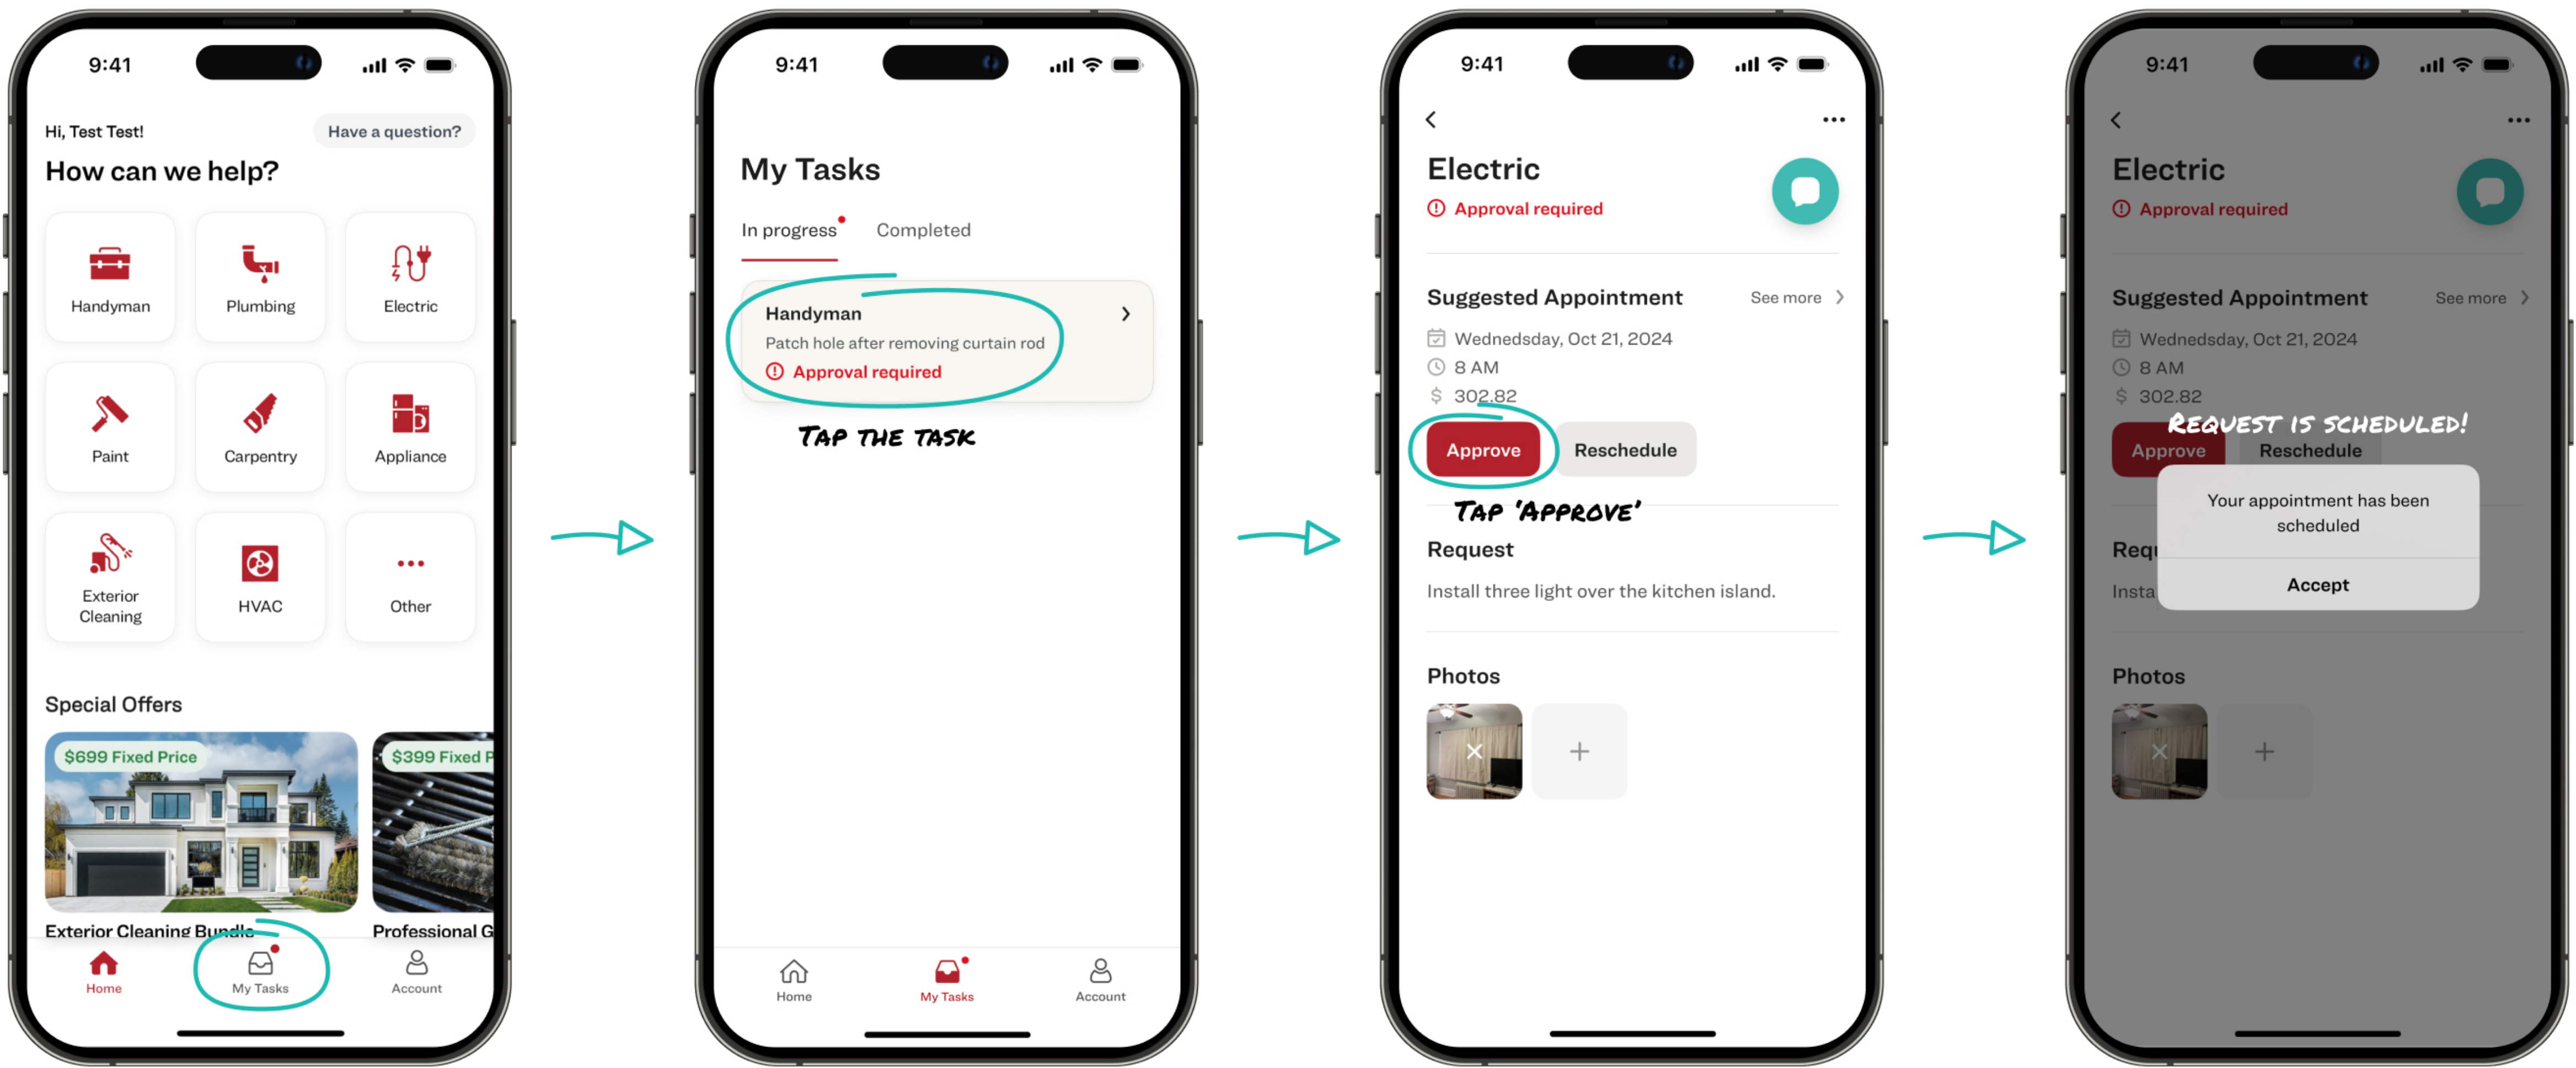 9:41
Hi, Test Test!
Have a question?
How can we help?
Handyman
Plumbing
Electric
Paint
Carpentry
Appliance
Exterior
Cleaning
HVAC
Other
Special Offers
$699 Fixed Price
$399 Fixed P
Exterior Cleaning Bundle
Professional G
Home
My Tasks
Account
9:41
My Tasks
In progress
Completed
Handyman
Patch hole after removing curtain rod
Approval required
TAP THE TASK
Home
My Tasks
Account
9:41
Electric
Approval required
Suggested Appointment
See more
Wednedsday, Oct 21, 2024
8 AM
$ 302.82
Approve
Reschedule
TAP 'APPROVE'
Request
Install three light over the kitchen island.
Photos
9:41
Electric
Approval required
Suggested Appointment
See more
Wednedsday, Oct 21, 2024
8 AM
$ 302.82
REQUEST IS SCHEDULED!
Approve
Reschedule
Your appointment has been
scheduled
Accept
Requ
Insta
Photos